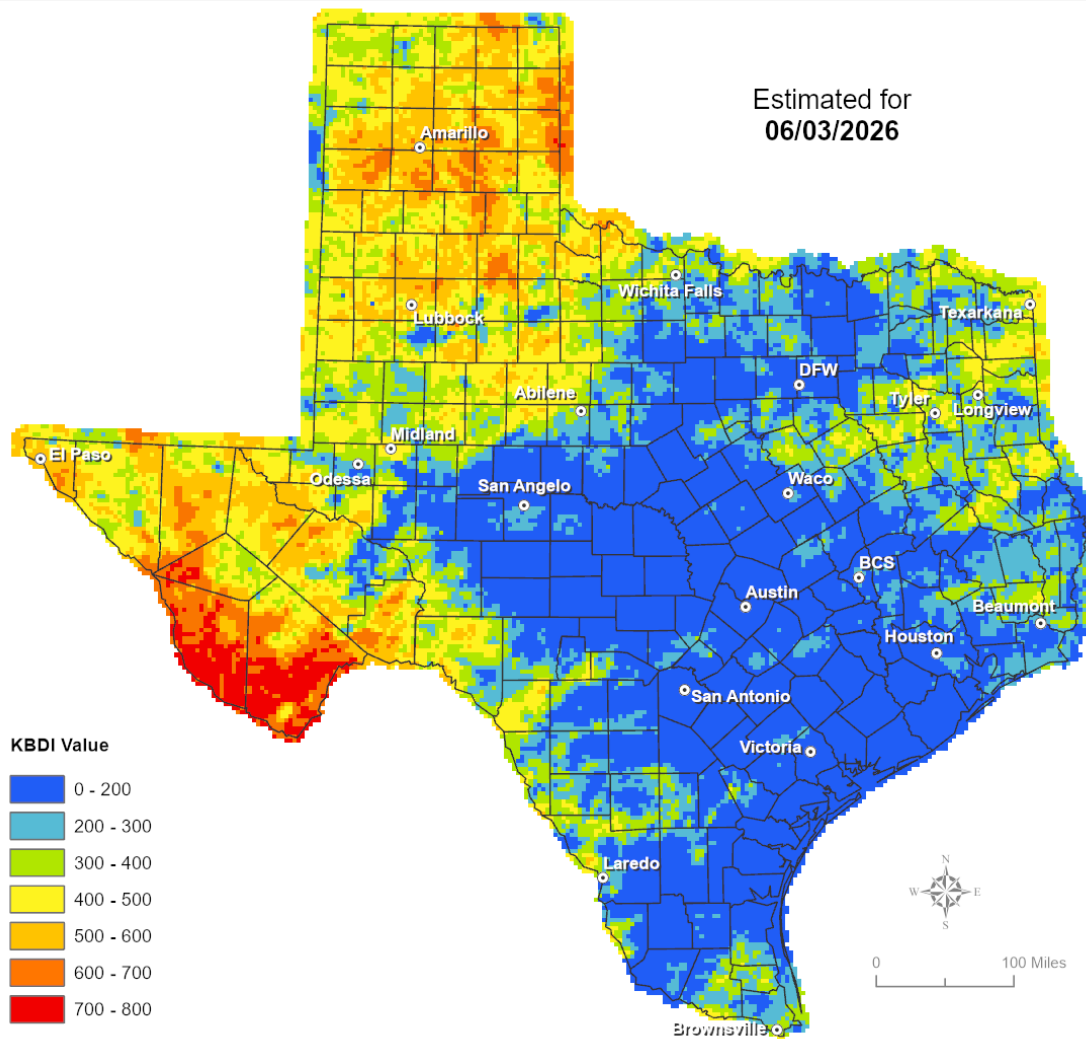 Estimated for
06/03/2026
Amarillo
Wichita Falls
Lubbock
Texarkana
DFW
Abilene
Tyler
Longview
Midland
El Paso
Odessa
San Angelo
Waco
BCS
Austin
Beaumont
Houston
San Antonio
Victoria
KBDI Value
0 - 200
200 - 300
300 - 400
400 - 500
500 - 600
600 - 700
700 - 800
Laredo
N
W E
S
0 100 Miles
Brownsville